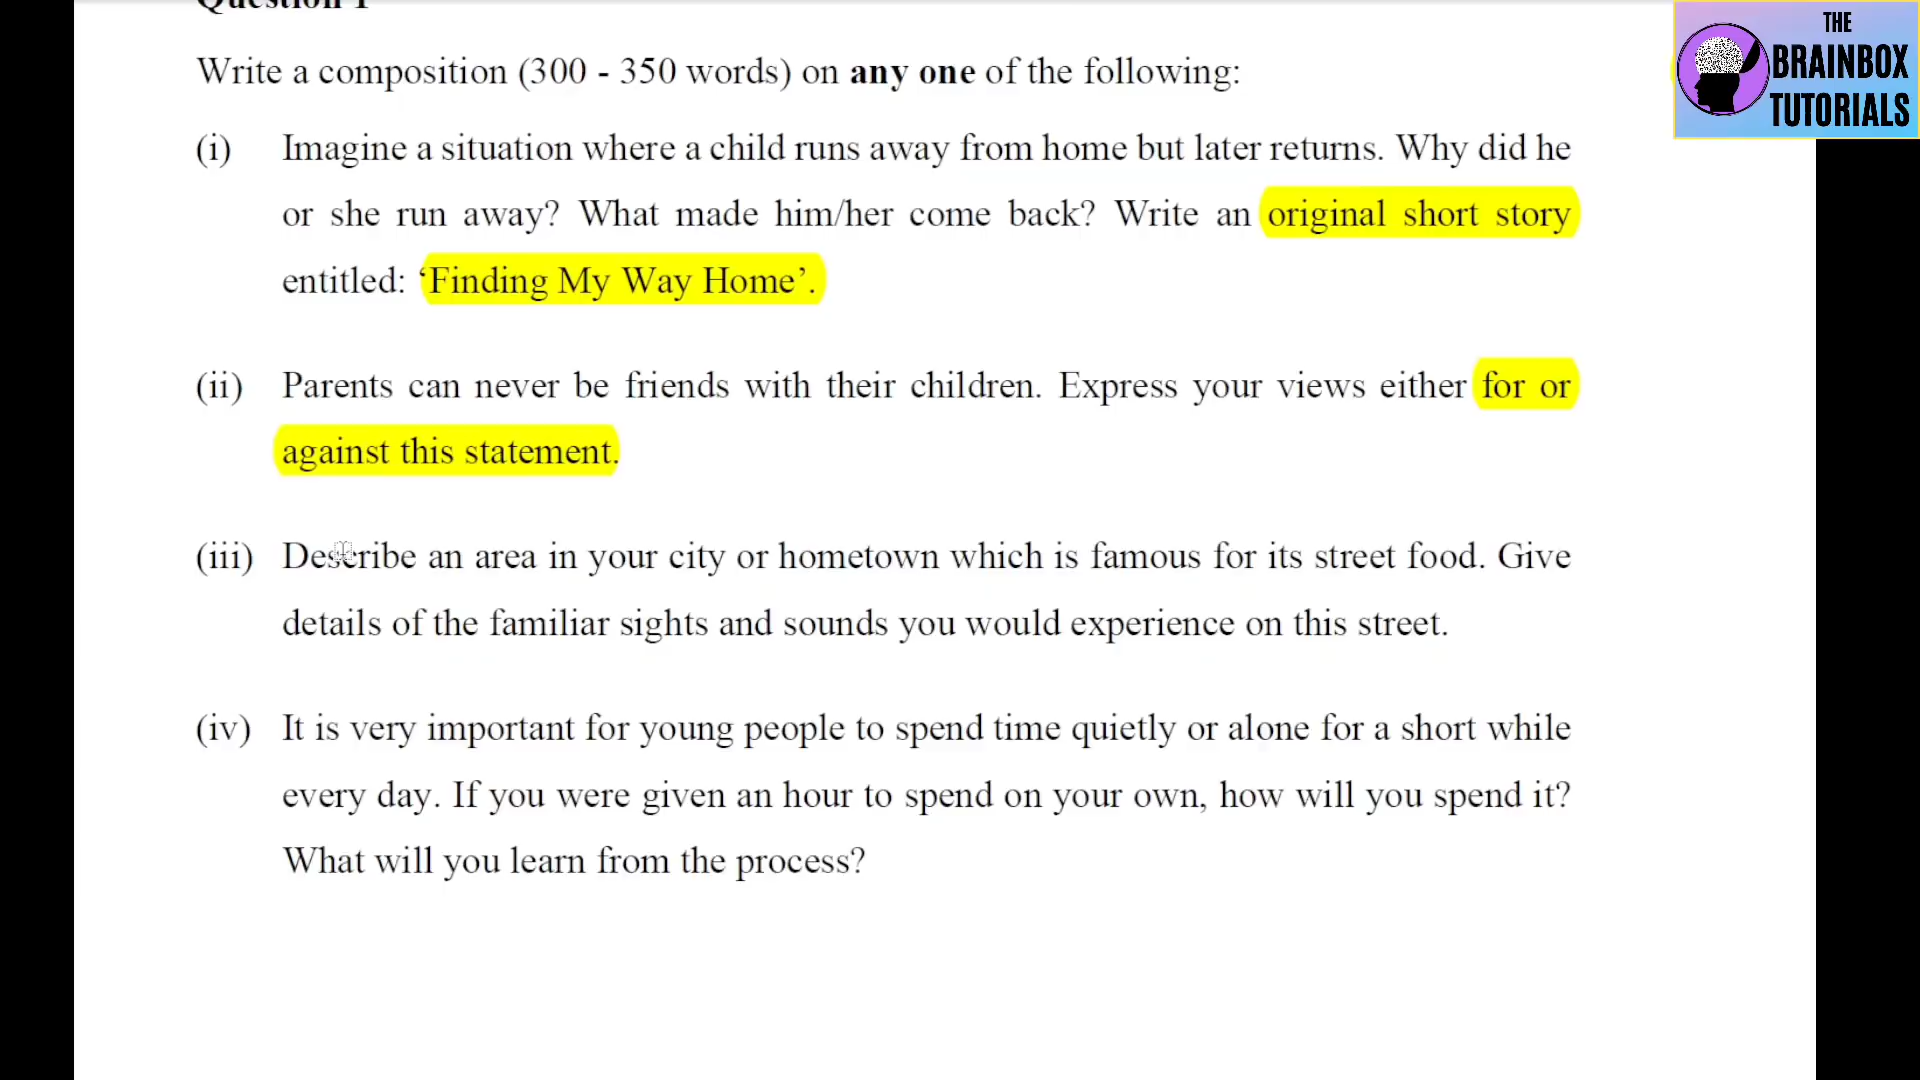 Question 1
THE
BRAINBOX
TUTORIALS
Write a composition (300 - 350 words) on any one of the following:
(i) Imagine a situation where a child runs away from home but later returns. Why did he
or she run away? What made him/her come back? Write an original short story
entitled: ‘Finding My Way Home’.
(ii) Parents can never be friends with their children. Express your views either for or
against this statement.
(iii) Describe an area in your city or hometown which is famous for its street food. Give
details of the familiar sights and sounds you would experience on this street.
(iv) It is very important for young people to spend time quietly or alone for a short while
every day. If you were given an hour to spend on your own, how will you spend it?
What will you learn from the process?